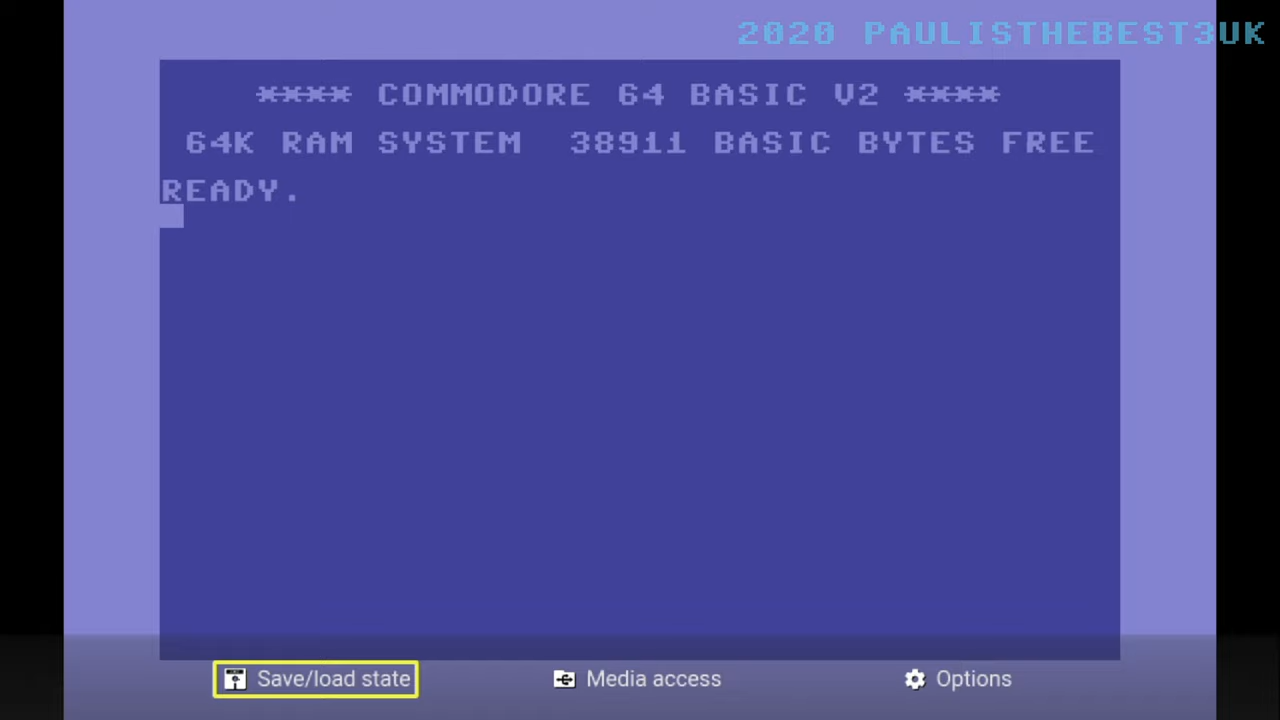 2020 PAULISTHEBEST3UK
**** COMMODORE 64 BASIC V2 ****
64K RAM SYSTEM  38911 BASIC BYTES FREE
READY.
Save/load state
Media access
Options